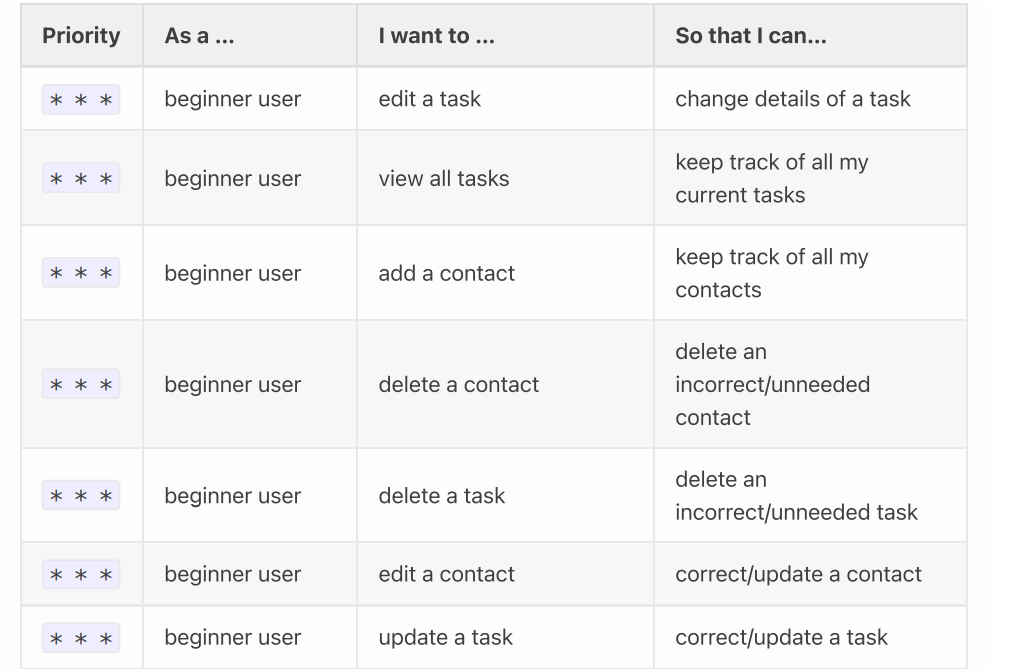 Priority As a ... I want to ... So that I can...
* * * beginner user edit a task change details of a task
* * * beginner user view all tasks keep track of all my
current tasks
* * * beginner user add a contact keep track of all my
contacts
* * * beginner user delete a contact delete an
incorrect/unneeded
contact
* * * beginner user delete a task delete an
incorrect/unneeded task
* * * beginner user edit a contact correct/update a contact
* * * beginner user update a task correct/update a task